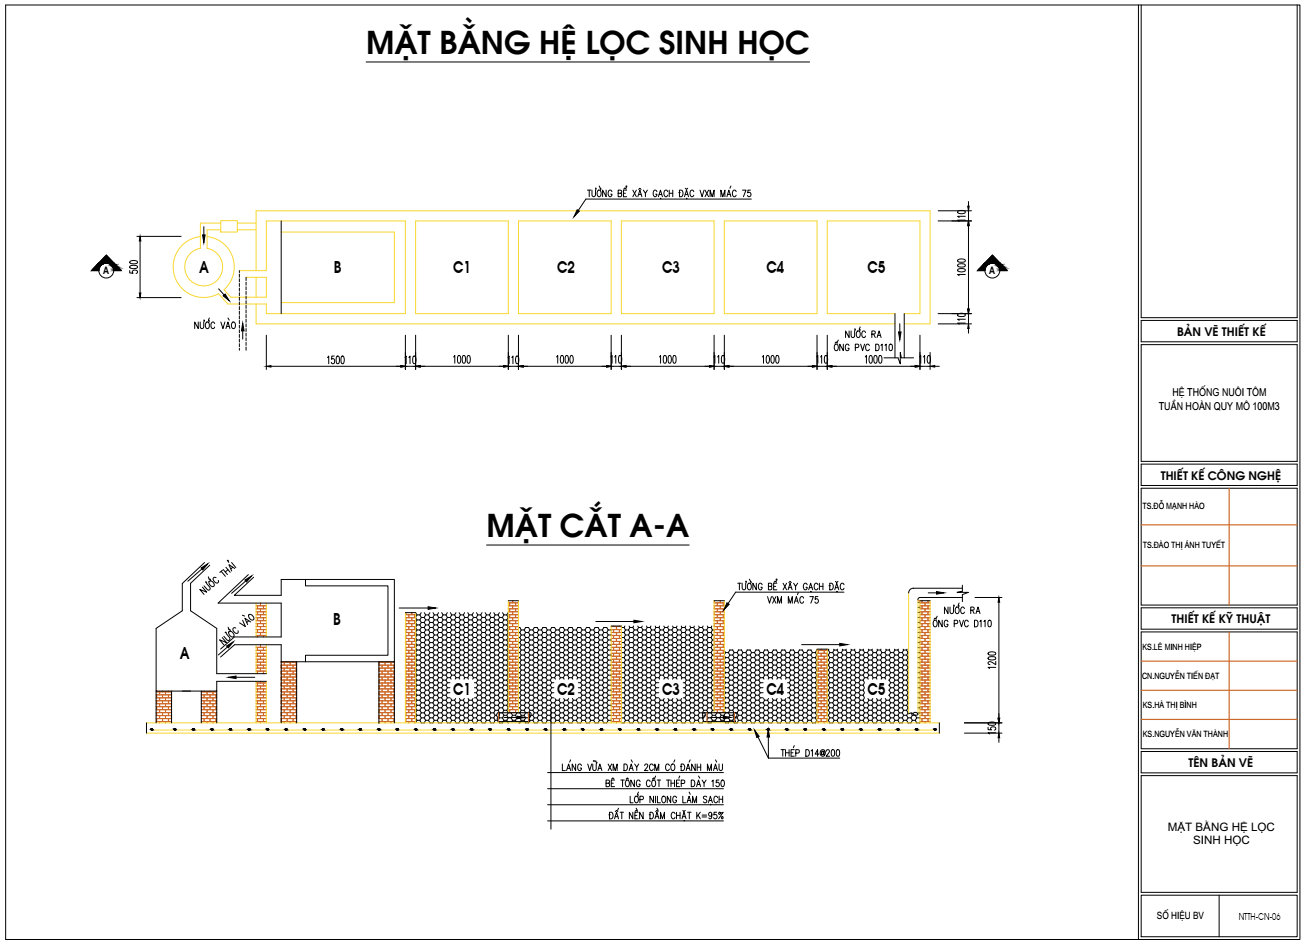 MẶT BẰNG HỆ LỌC SINH HỌC
TƯỜNG BỂ XÂY GẠCH ĐẶC VXM MÁC 75
A
500
A
B
C1
C2
C3
C4
C5
110
1000
110
A
NƯỚC VÀO
NƯỚC RA
ỐNG PVC D110
1500
110
1000
110
1000
110
1000
110
1000
110
1000
110
MẶT CẮT A-A
NƯỚC THẢI
NƯỚC VÀO
A
B
TƯỜNG BỂ XÂY GẠCH ĐẶC
VXM MÁC 75
NƯỚC RA
ỐNG PVC D110
C1
C2
C3
C4
C5
1200
150
THÉP D14@200
LÁNG VỮA XM DÀY 2CM CÓ ĐÁNH MÀU
BÊ TÔNG CỐT THÉP DÀY 150
LỚP NILONG LÀM SẠCH
ĐẤT NỀN ĐẦM CHẶT K=95%
BẢN VẼ THIẾT KẾ
HỆ THỐNG NUÔI TÔM
TUẦN HOÀN QUY MÔ 100M3
THIẾT KẾ CÔNG NGHỆ
TS.ĐỖ MẠNH HÀO
TS.ĐÀO THỊ ÁNH TUYẾT
THIẾT KẾ KỸ THUẬT
KS.LÊ MINH HIỆP
CN.NGUYỄN TIẾN ĐẠT
KS.HÀ THỊ BÌNH
KS.NGUYỄN VĂN THÀNH
TÊN BẢN VẼ
MẶT BẰNG HỆ LỌC
SINH HỌC
SỐ HIỆU BV
NTTH-CN-06